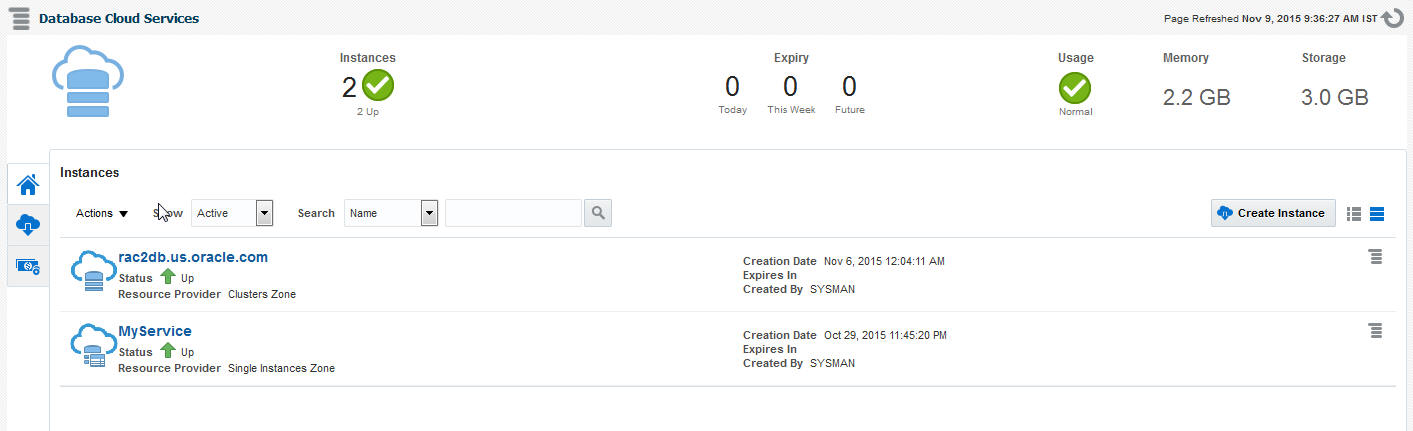 Database Cloud Services
Page Refreshed Nov 9, 2015 9:36:27 AM IST
Instances
2
2 Up
Expiry
0 0 0
Today This Week Future
Usage
Normal
Memory
2.2 GB
Storage
3.0 GB
Instances
Actions Show Active Search Name Create Instance
rac2db.us.oracle.com
Status Up
Resource Provider Clusters Zone
Creation Date Nov 6, 2015 12:04:11 AM
Expires In
Created By SYSMAN
MyService
Status Up
Resource Provider Single Instances Zone
Creation Date Oct 29, 2015 11:45:20 PM
Expires In
Created By SYSMAN